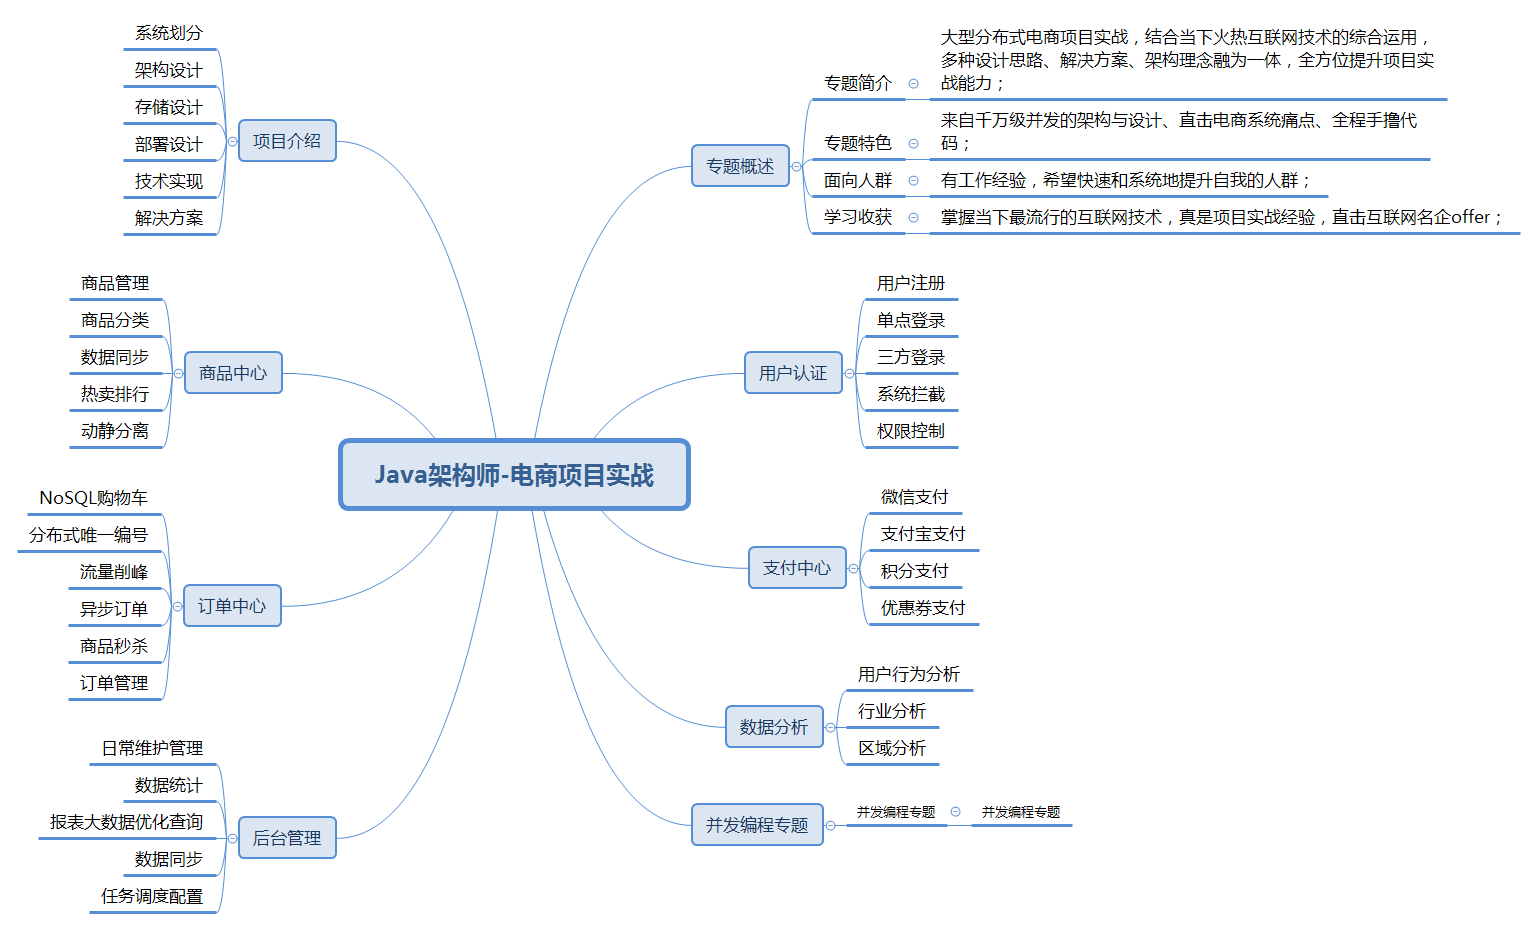 Java架构师-电商项目实战
专题概述
专题简介
大型分布式电商项目实战，结合当下火热互联网技术的综合运用，
多种设计思路、解决方案、架构理念融为一体，全方位提升项目实
战能力；
专题特色
来自千万级并发的架构与设计、直击电商系统痛点、全程手撸代
码；
面向人群
有工作经验，希望快速和系统地提升自我的人群；
学习收获
掌握当下最流行的互联网技术，真是项目实战经验，直击互联网名企offer；
用户认证
用户注册
单点登录
三方登录
系统拦截
权限控制
支付中心
微信支付
支付宝支付
积分支付
优惠券支付
数据分析
用户行为分析
行业分析
区域分析
并发编程专题
并发编程专题
并发编程专题
项目介绍
系统划分
架构设计
存储设计
部署设计
技术实现
解决方案
商品中心
商品管理
商品分类
数据同步
热卖排行
动静分离
订单中心
NoSQL购物车
分布式唯一编号
流量削峰
异步订单
商品秒杀
订单管理
后台管理
日常维护管理
数据统计
报表大数据优化查询
数据同步
任务调度配置